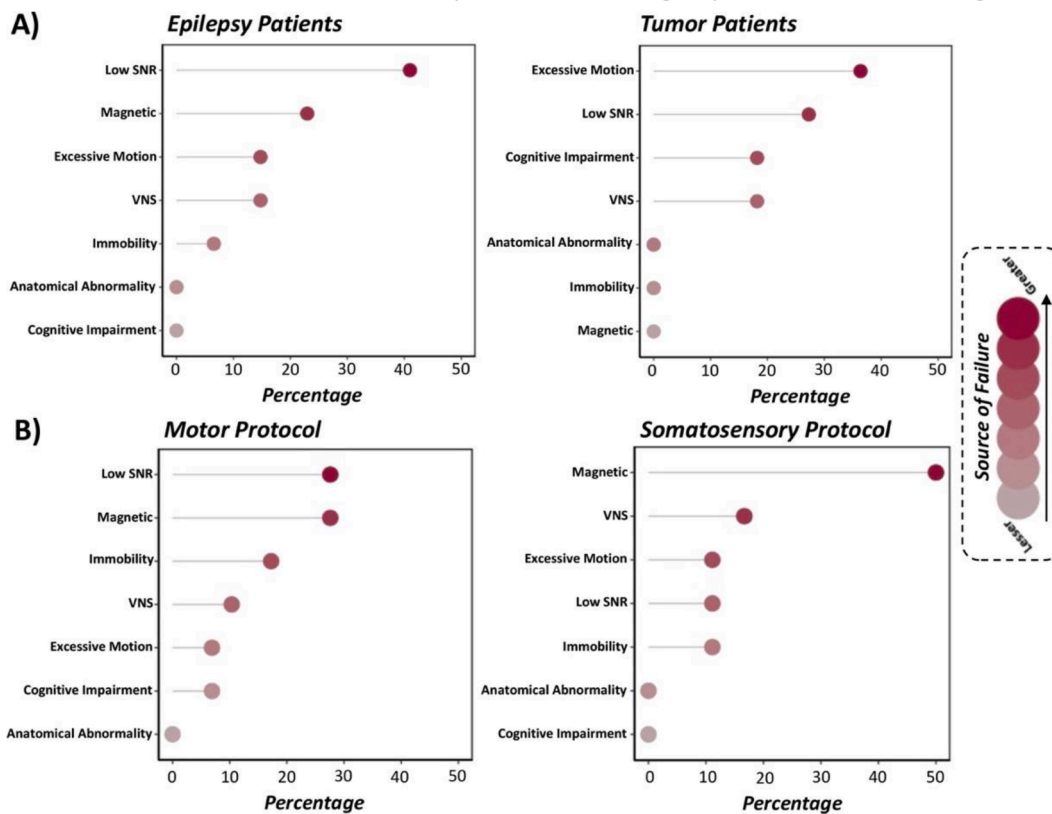 A)
Epilepsy Patients
Low SNR
Magnetic
Excessive Motion
VNS
Immobility
Anatomical Abnormality
Cognitive Impairment
0 10 20 30 40 50
Percentage
Tumor Patients
Excessive Motion
Low SNR
Cognitive Impairment
VNS
Anatomical Abnormality
Immobility
Magnetic
0 10 20 30 40 50
Percentage
Greater
Source of Failure
Lesser
B)
Motor Protocol
Low SNR
Magnetic
Immobility
VNS
Excessive Motion
Cognitive Impairment
Anatomical Abnormality
0 10 20 30 40 50
Percentage
Somatosensory Protocol
Magnetic
VNS
Excessive Motion
Low SNR
Immobility
Anatomical Abnormality
Cognitive Impairment
0 10 20 30 40 50
Percentage